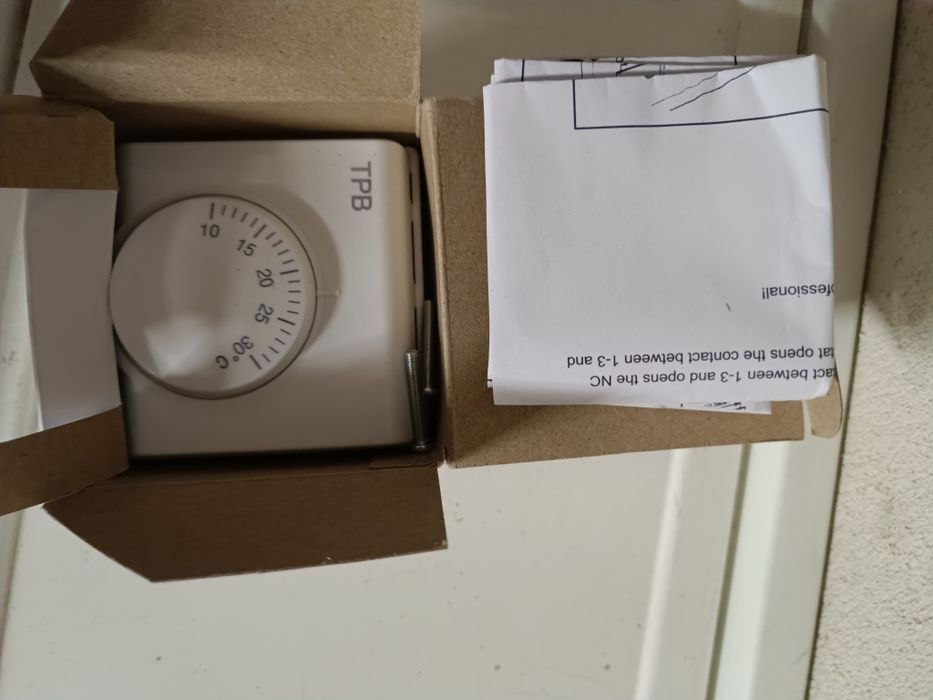 TPB
10
15
20
25
30°C
act between 1-3 and opens the NC
tat opens the contact between 1-3 and
ofessional!